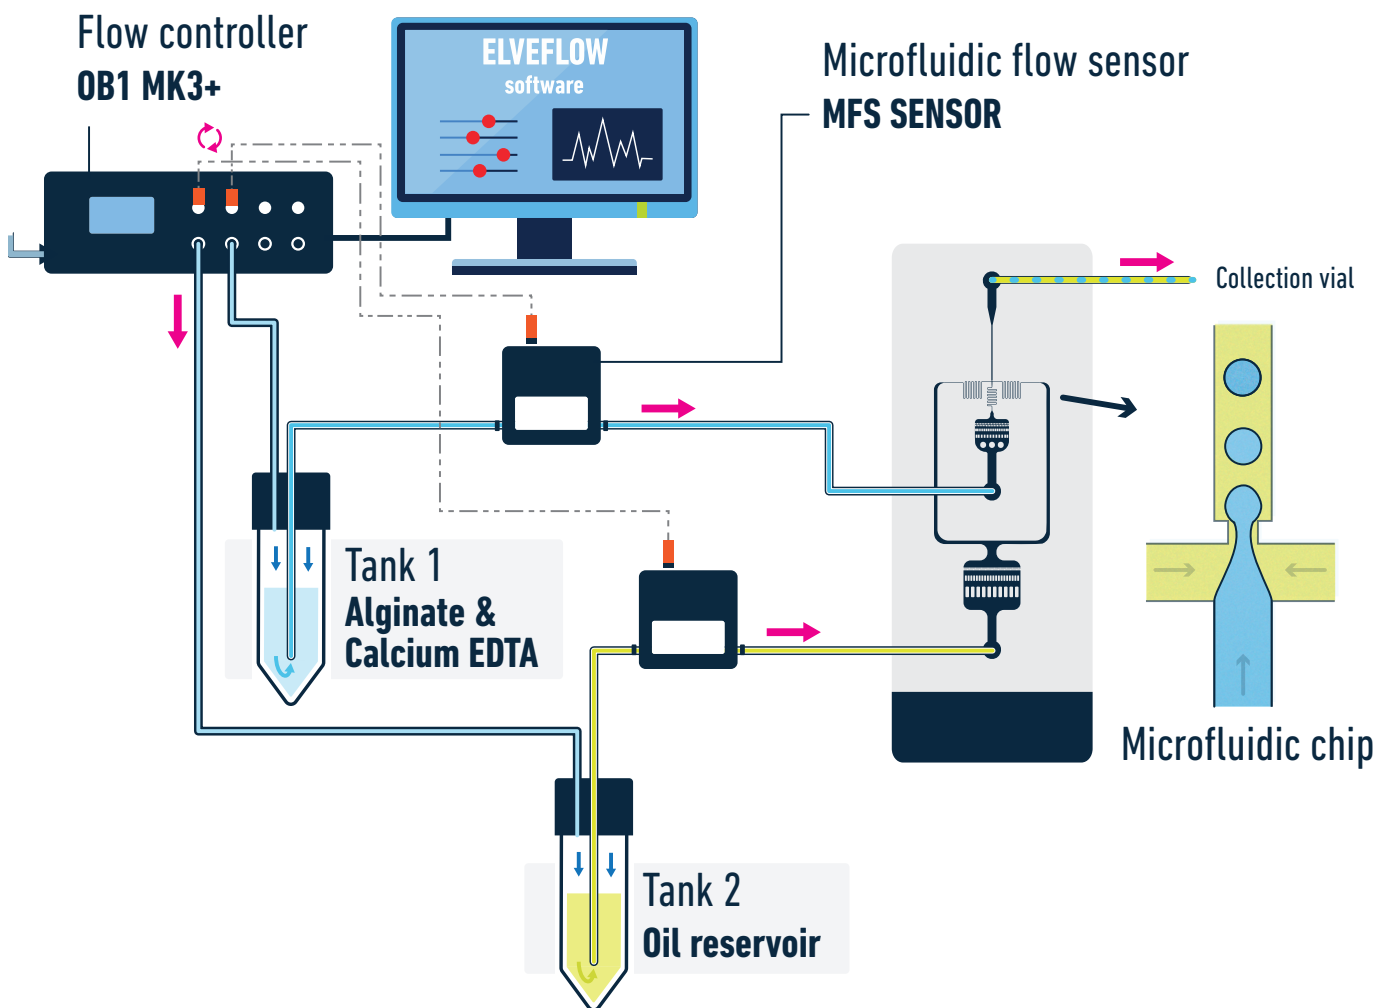 Flow controller
OB1 MK3+
ELVEFLOW
software
Microfluidic flow sensor
MFS SENSOR
Collection vial
Tank 1
Alginate &
Calcium EDTA
Microfluidic chip
Tank 2
Oil reservoir